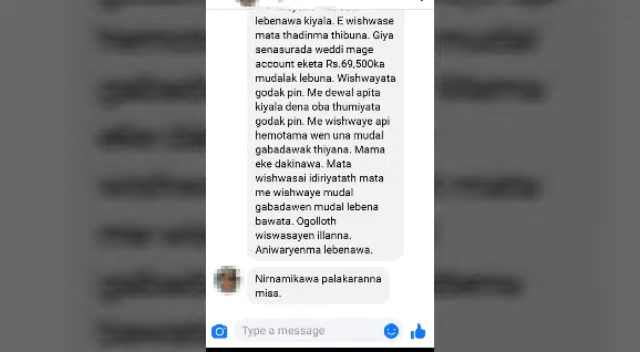 lebenawa kiyala. E wishwase
mata thadinma thibuna. Giya
senasurada weddi mage
account eketa Rs.69,500ka
mudalak lebuna. Wishwayata
godak pin. Me dewal apita
kiyala dena oba thumiyata
godak pin. Me wishwaye api
hemotama wen una mudal
gabadawak thiyana. Mama
eke dakinawa. Mata
wishwasai idiriyatath mata
me wishwaye mudal
gabadawen mudal lebena
bawata. Ogolloth
wiswasayen illanna.
Aniwaryenma lebenawa.
Nirnamikawa palakaranna
misa.
Type a message